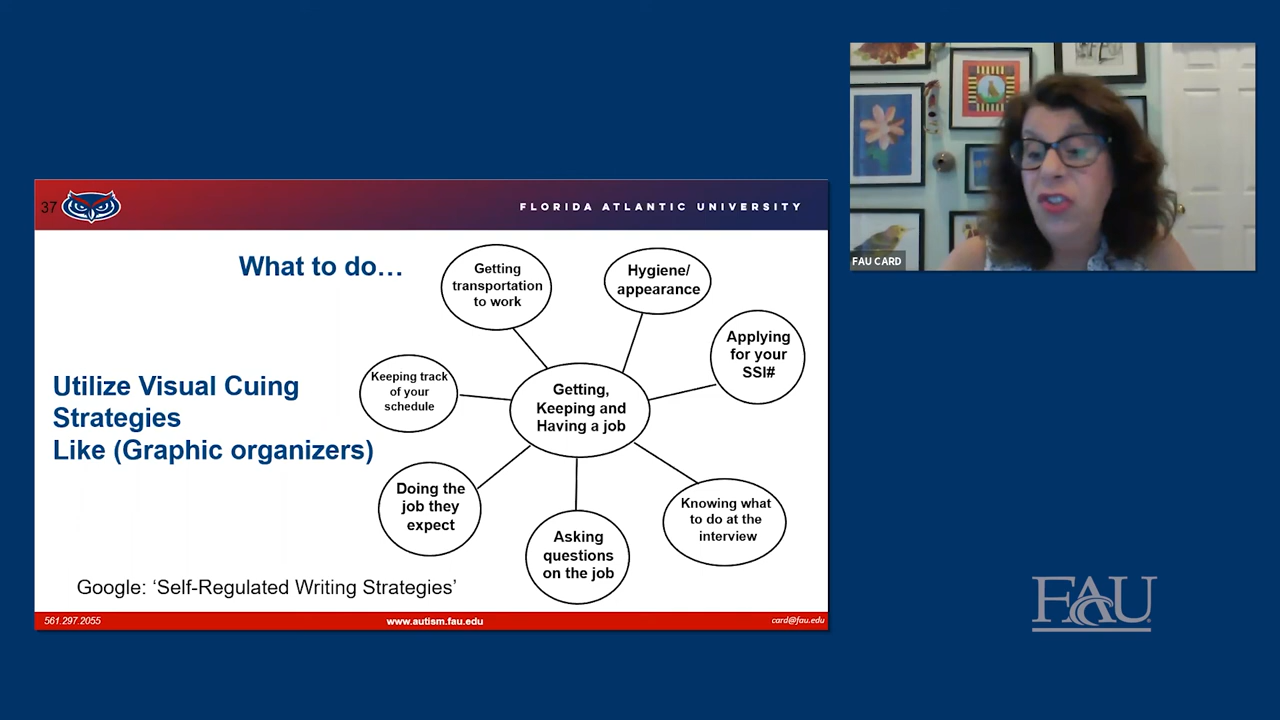 37
FLORIDA ATLANTIC UNIVERSITY
What to do…
Getting
transportation
to work
Hygiene/
appearance
Applying
for your
SSI#
Keeping track
of your
schedule
Getting,
Keeping and
Having a job
Utilize Visual Cuing
Strategies
Like (Graphic organizers)
Doing the
job they
expect
Asking
questions
on the job
Knowing what
to do at the
interview
Google: ‘Self-Regulated Writing Strategies’
561.297.2055
www.autism.fau.edu
card@fau.edu
FAU CARD
FAU